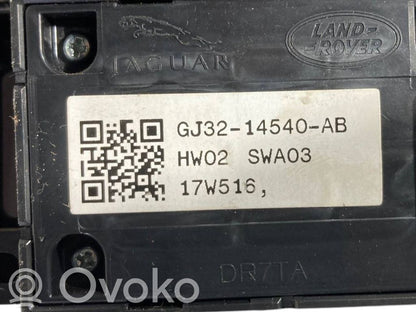 JAGUAR
LAND-
-ROVER
GJ32-14540-AB
HW02 SWA03
17W516,
DR7TA
Ovoko